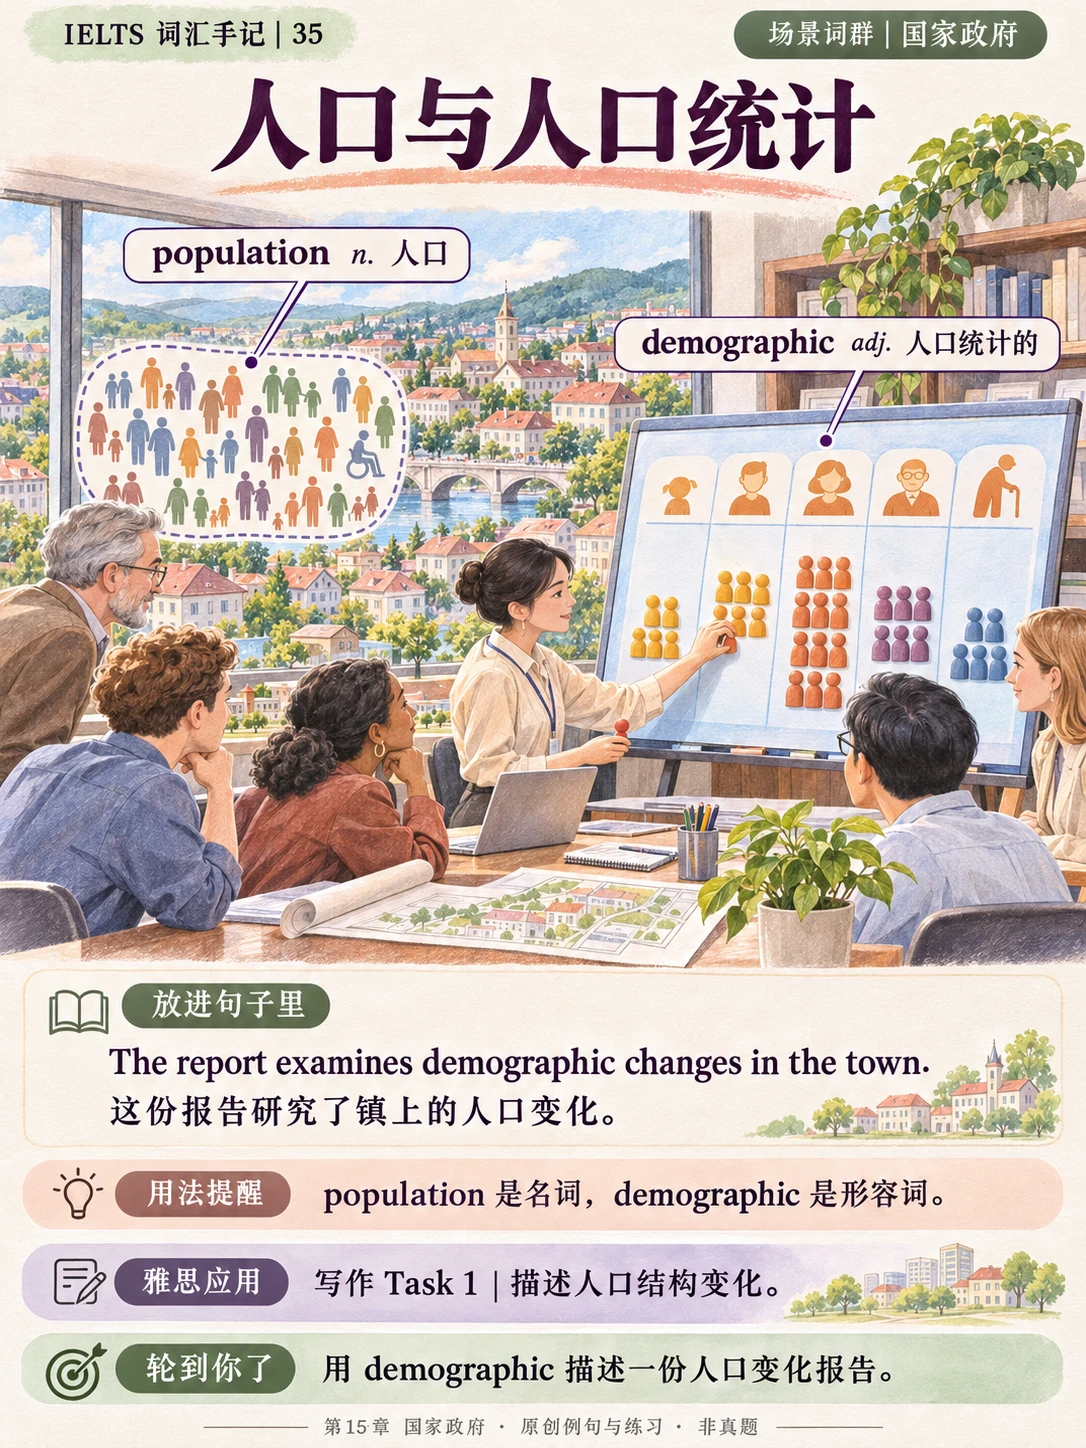 IELTS 词汇手记 | 35
场景词群 | 国家政府
人口与人口统计
population n. 人口
demographic adj. 人口统计的
放进句子里
The report examines demographic changes in the town.
这份报告研究了镇上的人口变化。
用法提醒 population 是名词，demographic 是形容词。
雅思应用 写作 Task 1 | 描述人口结构变化。
轮到你了 用 demographic 描述一份人口变化报告。
第15章 国家政府 · 原创例句与练习 · 非真题